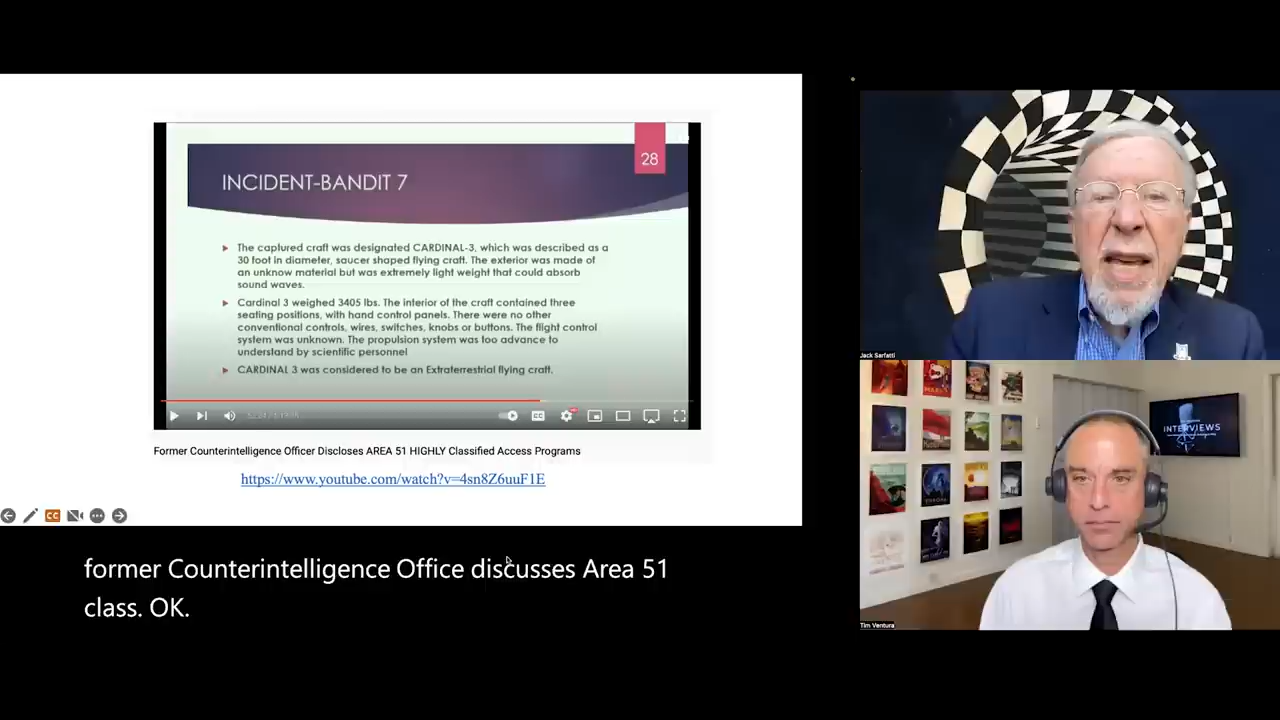 28
INCIDENT-BANDIT 7
The captured craft was designated CARDINAL-3, which was described as a
30 foot in diameter, saucer shaped flying craft. The exterior was made of
an unknow material but was extremely light weight that could absorb
sound waves.
Cardinal 3 weighed 3405 lbs. The interior of the craft contained three
seating positions, with hand control panels. There were no other
conventional controls, wires, switches, knobs or buttons. The flight control
system was unknown. The propulsion system was too advance to
understand by scientific personnel
CARDINAL 3 was considered to be an Extraterrestrial flying craft.
CC
Former Counterintelligence Officer Discloses AREA 51 HIGHLY Classified Access Programs
https://www.youtube.com/watch?v=4sn8Z6uuF1E
CC
former Counterintelligence Office discusses Area 51
class. OK.
Jack Sarfatti
INTERVIEWS
Tim Ventura